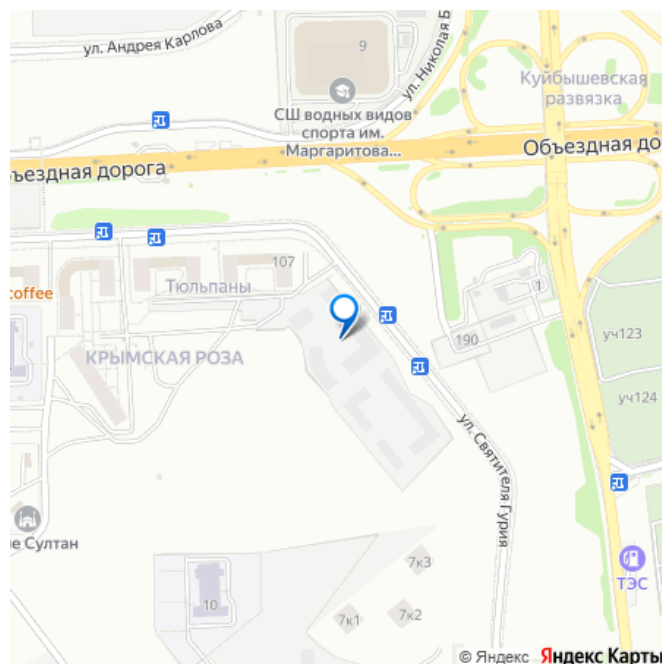 ул. Андрея Карлова
9
ул. Николая Б
СШ водных видов
спорта им.
Маргаритова...
Куйбышевская
развязка
ъездная дорога
Объездная до
107
Тюльпаны
coffee
КРЫМСКАЯ РОЗА
1
190
уч123
уч124
ул. Святителя Гурия
е Султан
ТЭС
7к3
10
7к2
7к1
© Яндекс Яндекс Карты